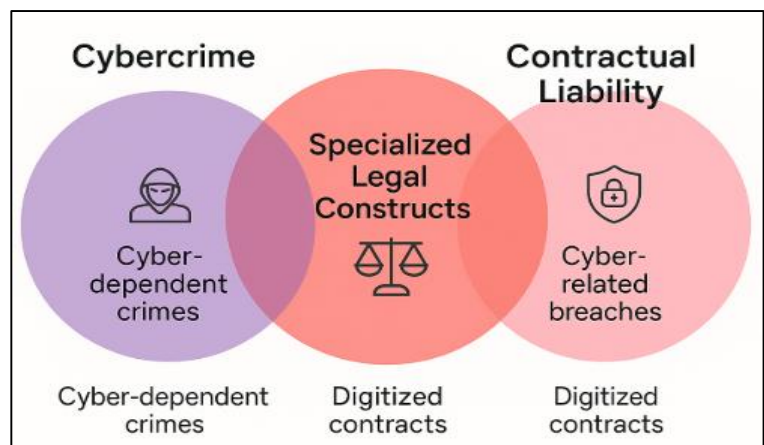 Cybercrime
Contractual
Liability
Specialized
Legal
Constructs
Cyber-
dependent
crimes
Cyber-
related
breaches
Cyber-dependent
crimes
Digitized
contracts
Digitized
contracts